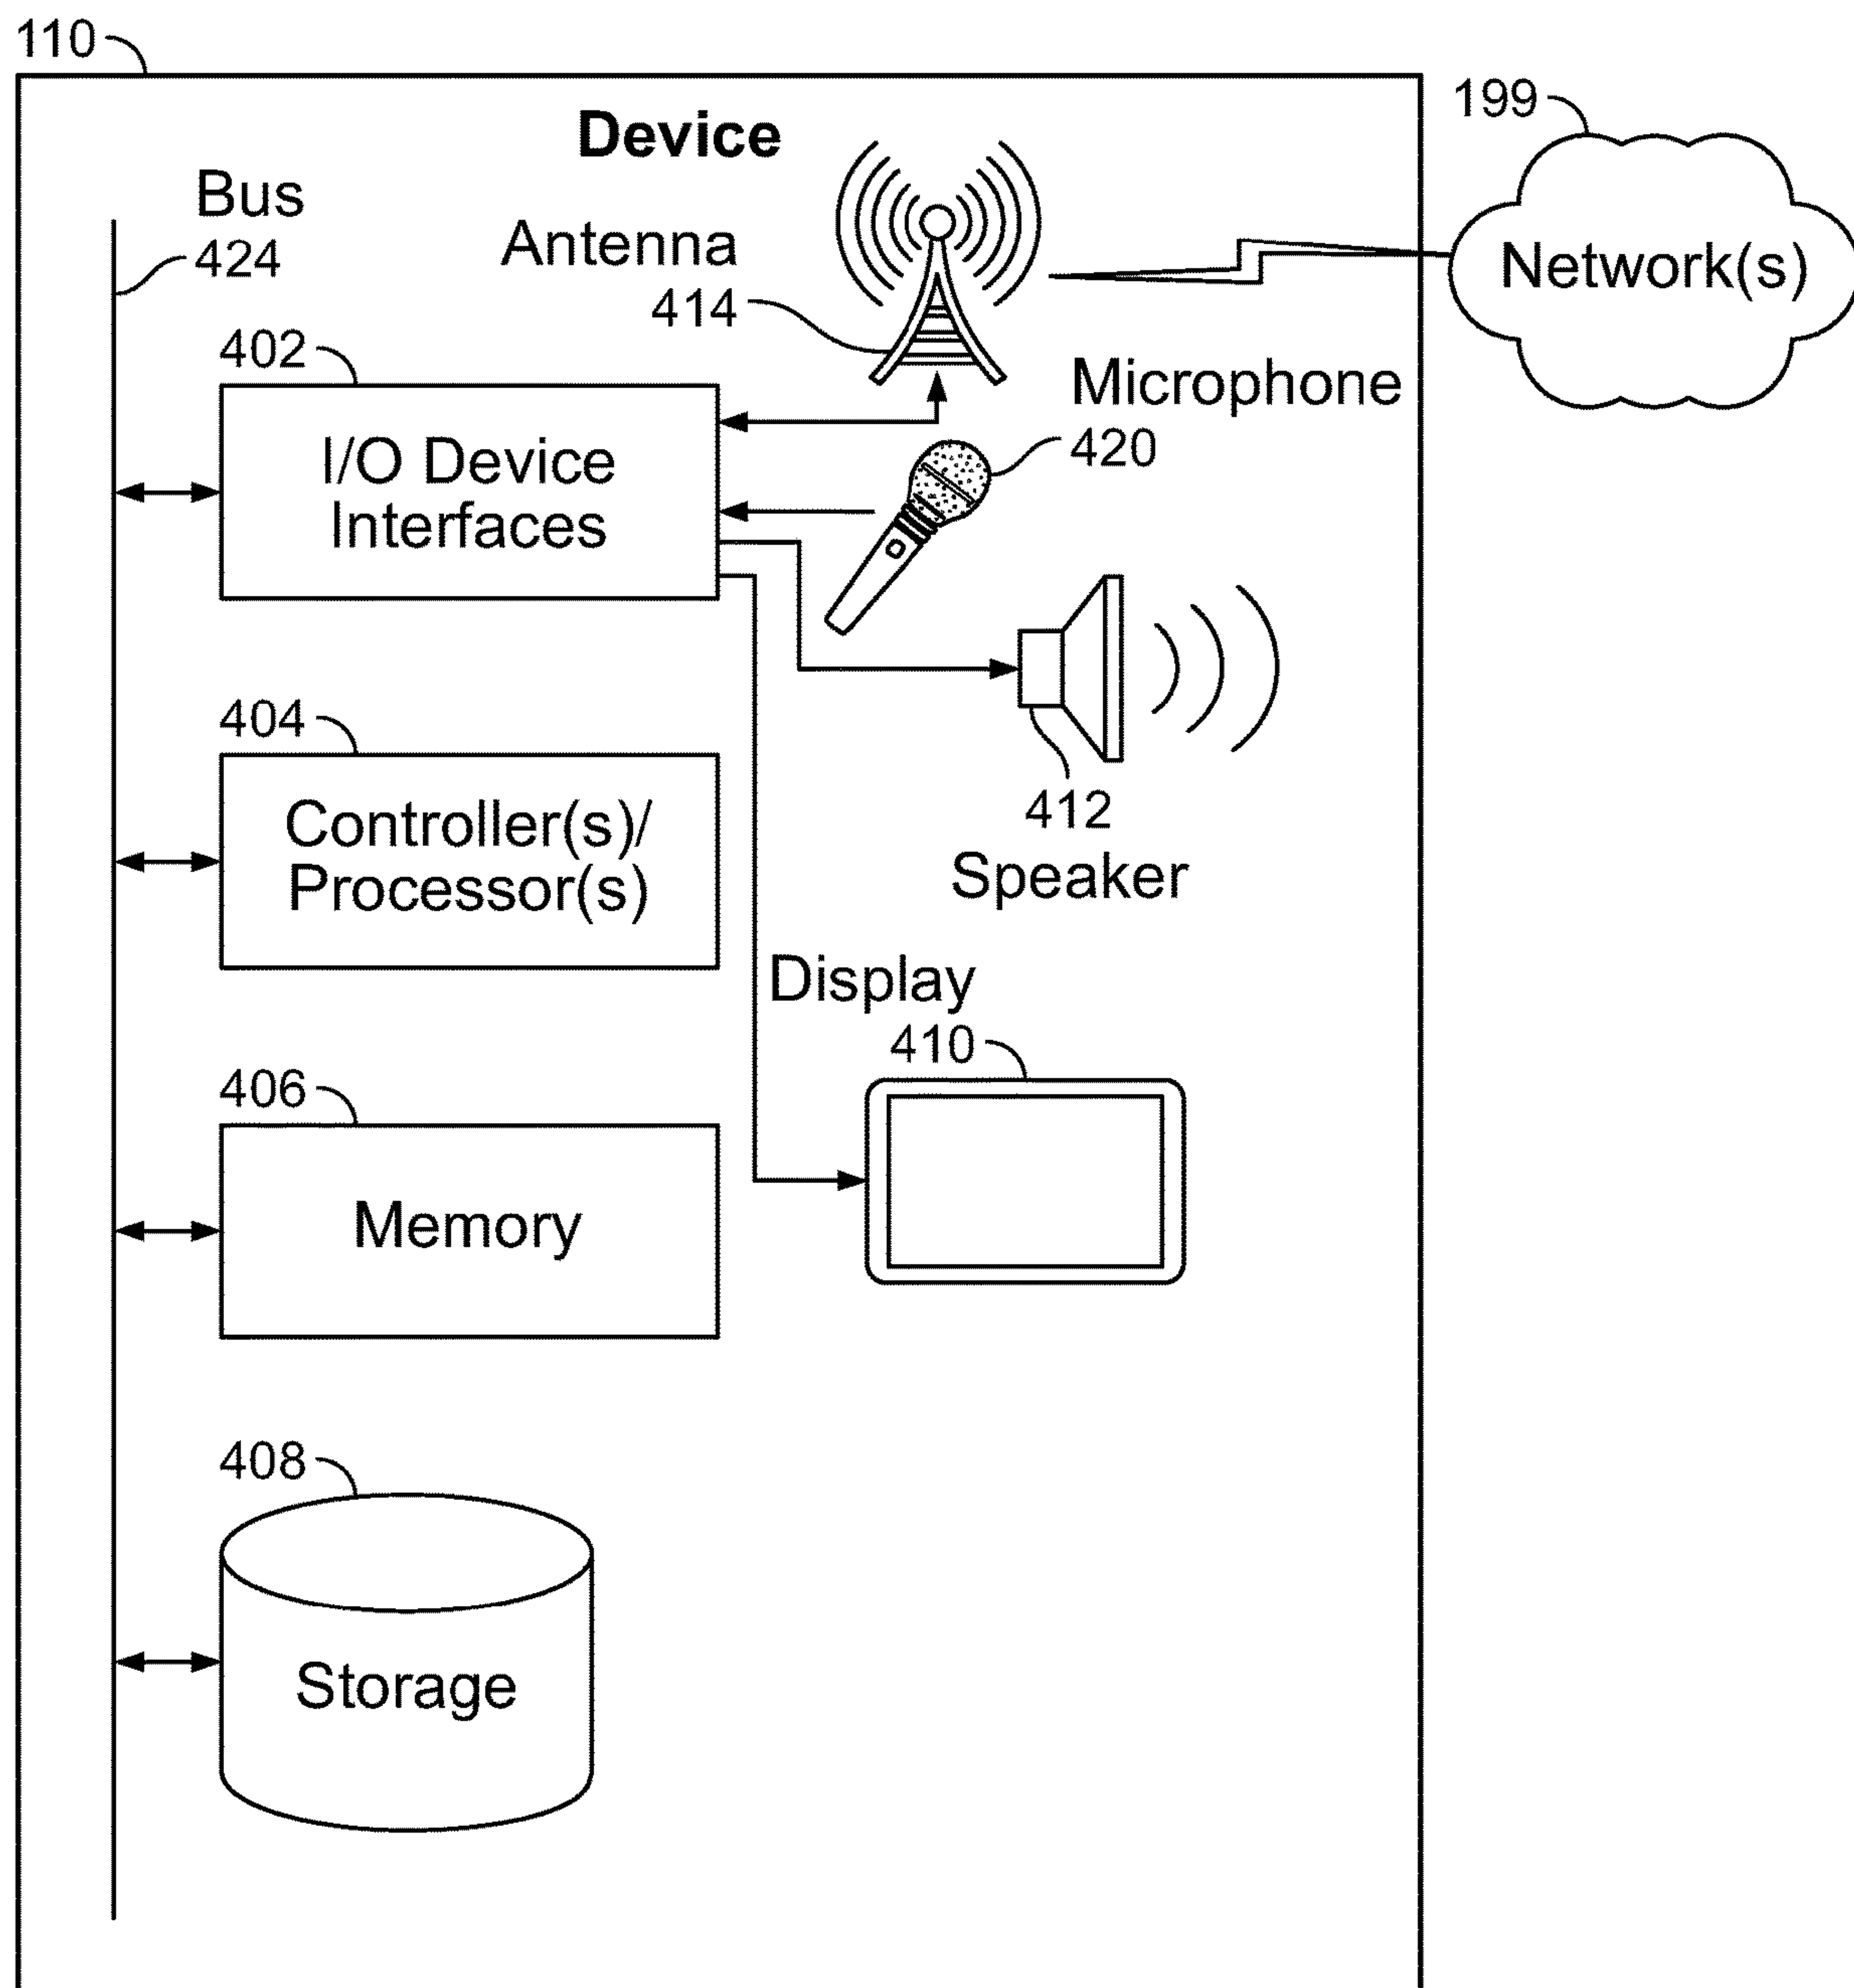 110
Device
199
Bus
424
Antenna
414
Network(s)
402
I/O Device
Interfaces
Microphone
420
404
Controller(s)/
Processor(s)
412
Speaker
Display
410
406
Memory
408
Storage